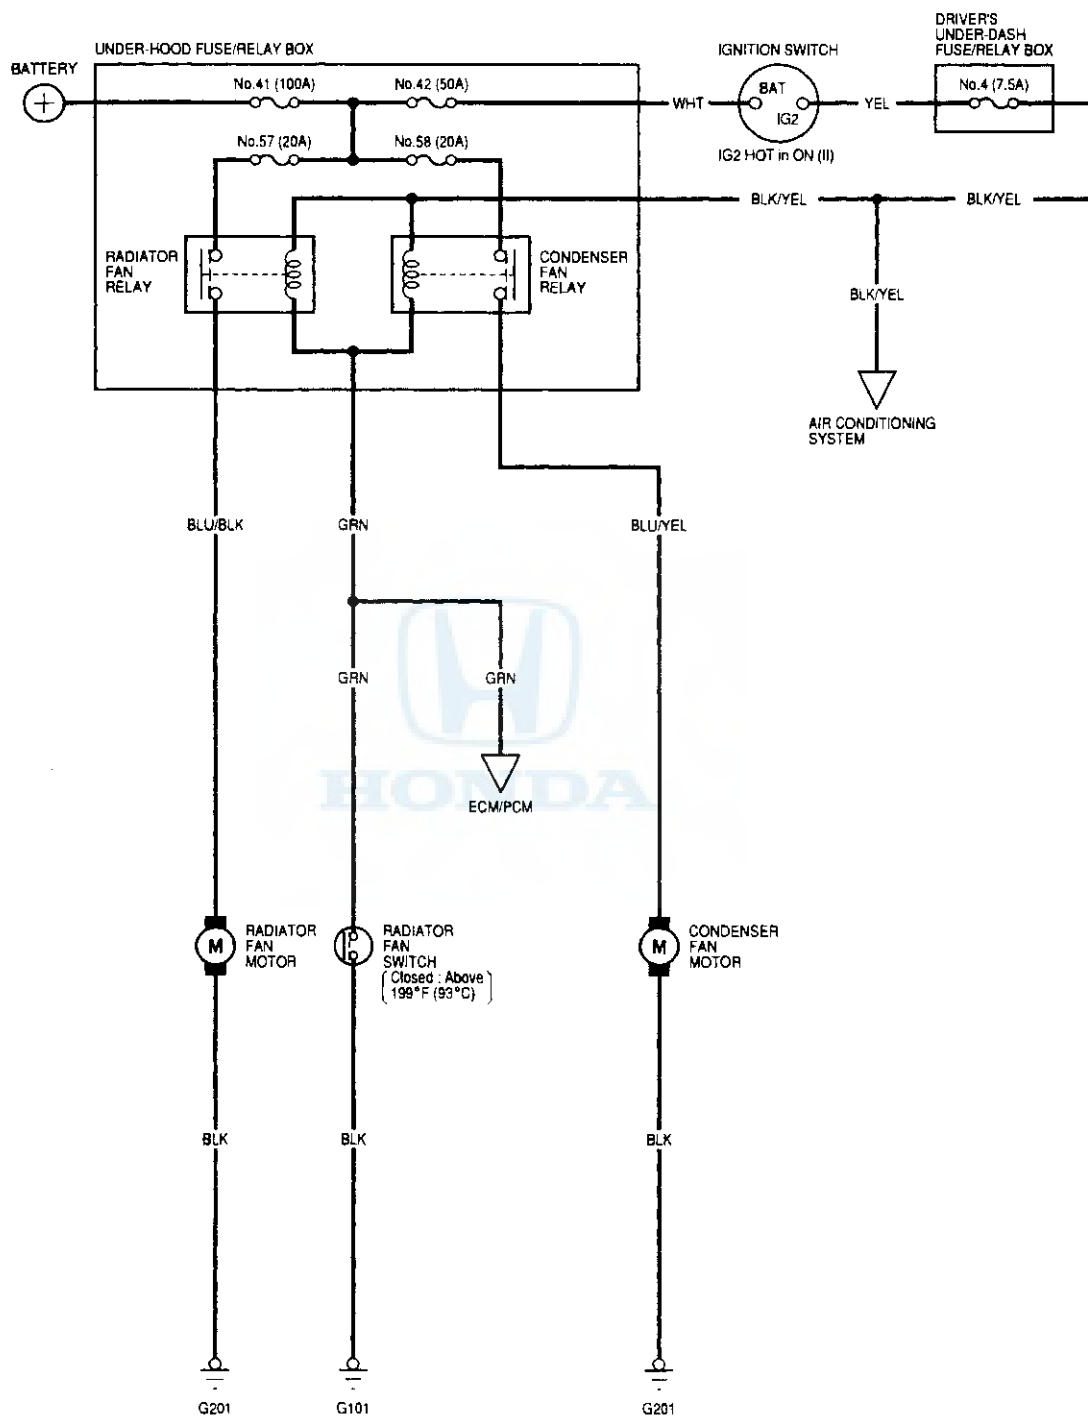 DRIVER'S
UNDER-DASH
FUSE/RELAY BOX
UNDER-HOOD FUSE/RELAY BOX
IGNITION SWITCH
BATTERY
+
No.41 (100A)
No.42 (50A)
WHT
BAT
IG2
YEL
No.4 (7.5A)
No.57 (20A)
No.58 (20A)
IG2 HOT in ON (II)
BLK/YEL
BLK/YEL
RADIATOR
FAN
RELAY
CONDENSER
FAN
RELAY
BLK/YEL
AIR CONDITIONING
SYSTEM
BLU/BLK
GRN
BLU/YEL
GRN
GRN
HONDA
ECM/PCM
M
RADIATOR
FAN
MOTOR
RADIATOR
FAN
SWITCH
(Closed : Above
199°F (93°C))
M
CONDENSER
FAN
MOTOR
BLK
BLK
BLK
G201
G101
G201